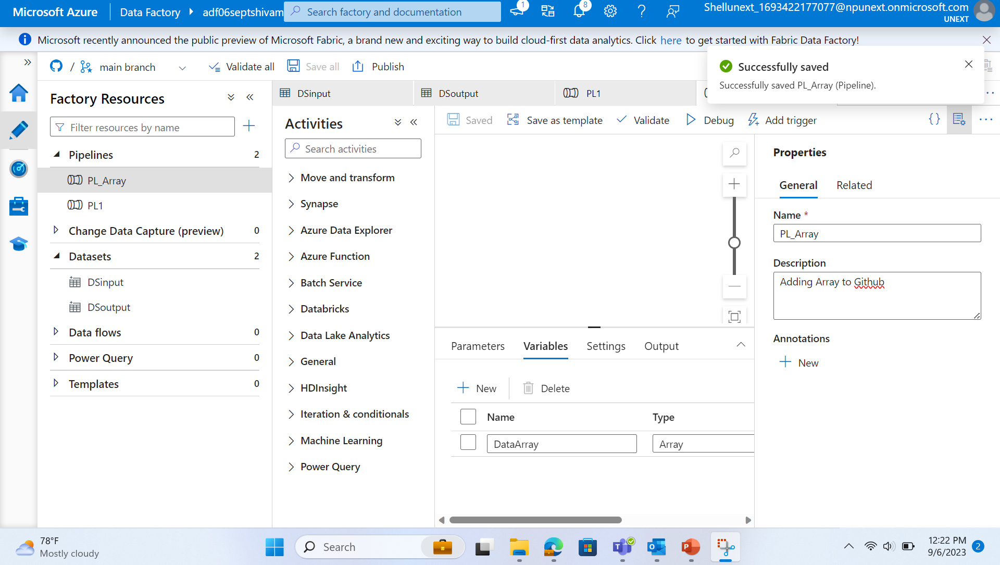 Microsoft Azure
Data Factory
adf06septshivam
Search factory and documentation
1
8
Shellunext_1693422177077@npunext.onmicrosoft.com
UNEXT
Microsoft recently announced the public preview of Microsoft Fabric, a brand new and exciting way to build cloud-first data analytics. Click here to get started with Fabric Data Factory!
/ main branch
Validate all
Save all
Publish
Successfully saved
Successfully saved PL_Array (Pipeline).
Factory Resources
Filter resources by name
Pipelines 2
PL_Array
PL1
Change Data Capture (preview) 0
Datasets 2
DSinput
DSoutput
Data flows 0
Power Query 0
Templates 0
DSinput
DSoutput
PL1
Activities
Search activities
Move and transform
Synapse
Azure Data Explorer
Azure Function
Batch Service
Databricks
Data Lake Analytics
General
HDInsight
Iteration & conditionals
Machine Learning
Power Query
Saved
Save as template
Validate
Debug
Add trigger
{}
Parameters
Variables
Settings
Output
New
Delete
Name Type
DataArray Array
Properties
General
Related
Name *
PL_Array
Description
Adding Array to Github
Annotations
New
78°F
Mostly cloudy
Search
12:22 PM
9/6/2023
2